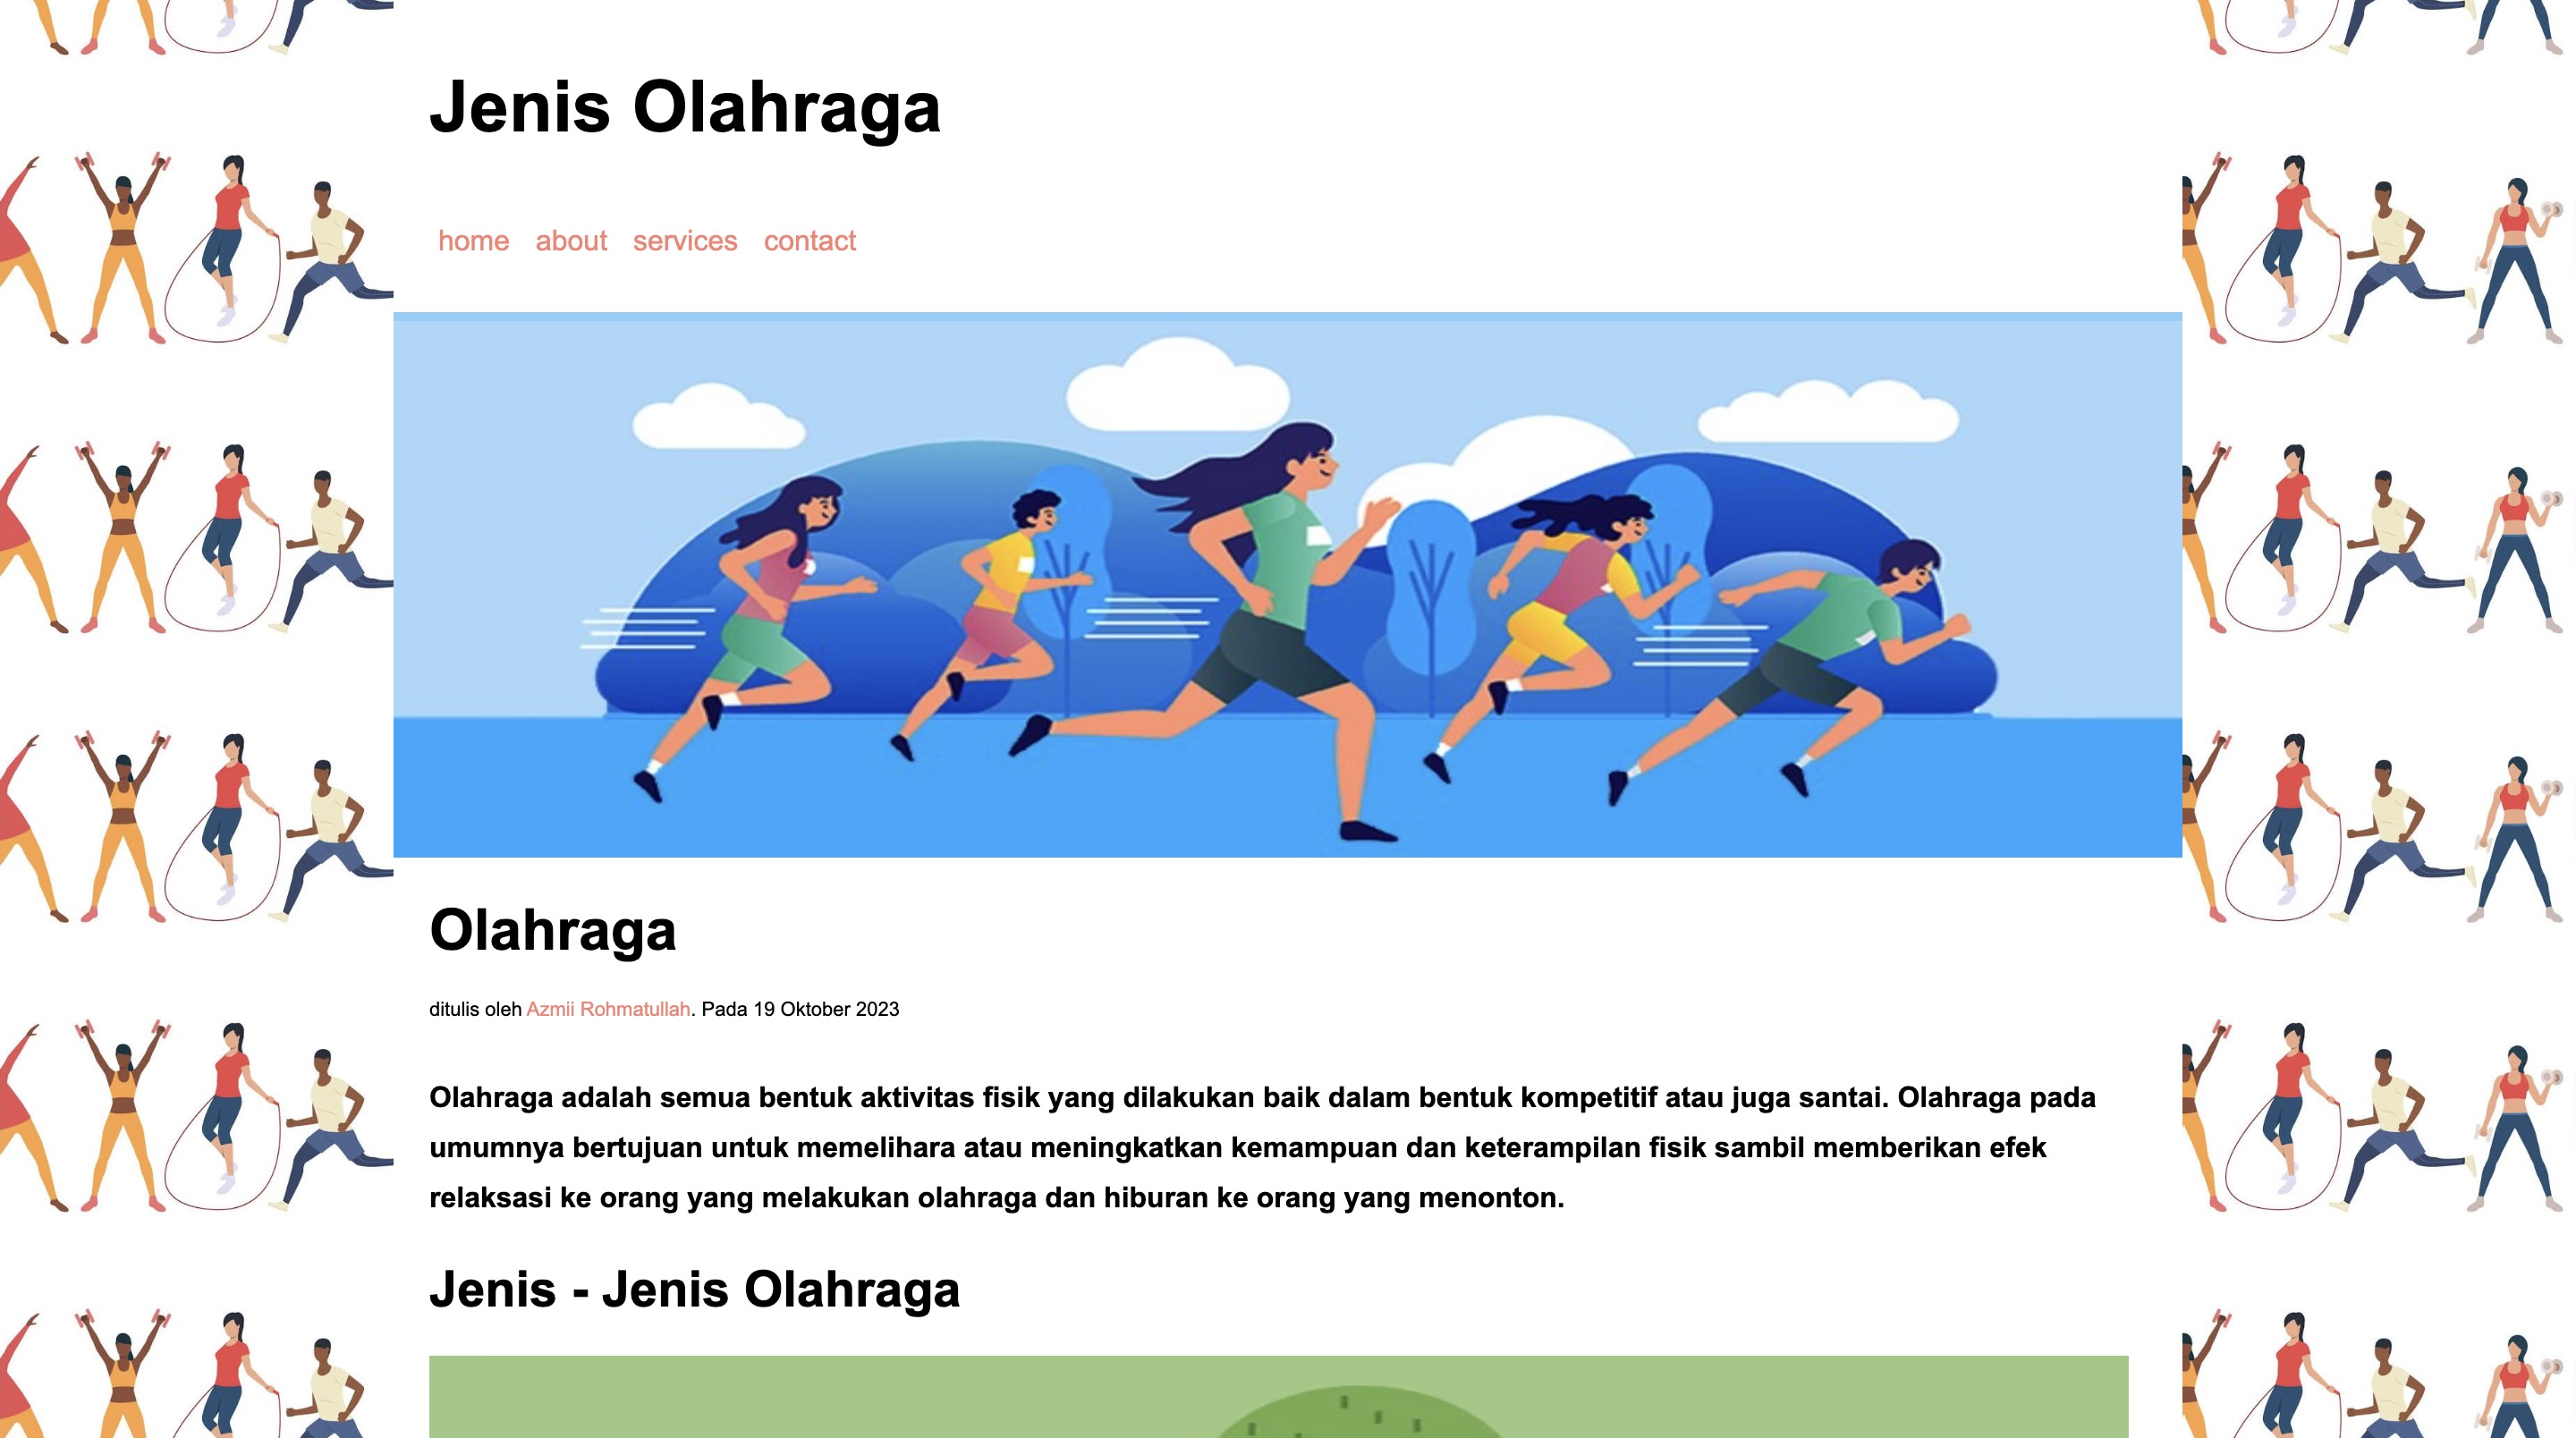 Jenis Olahraga
home about services contact
Olahraga
ditulis oleh Azmii Rohmatullah. Pada 19 Oktober 2023
Olahraga adalah semua bentuk aktivitas fisik yang dilakukan baik dalam bentuk kompetitif atau juga santai. Olahraga pada
umumnya bertujuan untuk memelihara atau meningkatkan kemampuan dan keterampilan fisik sambil memberikan efek
relaksasi ke orang yang melakukan olahraga dan hiburan ke orang yang menonton.
Jenis - Jenis Olahraga